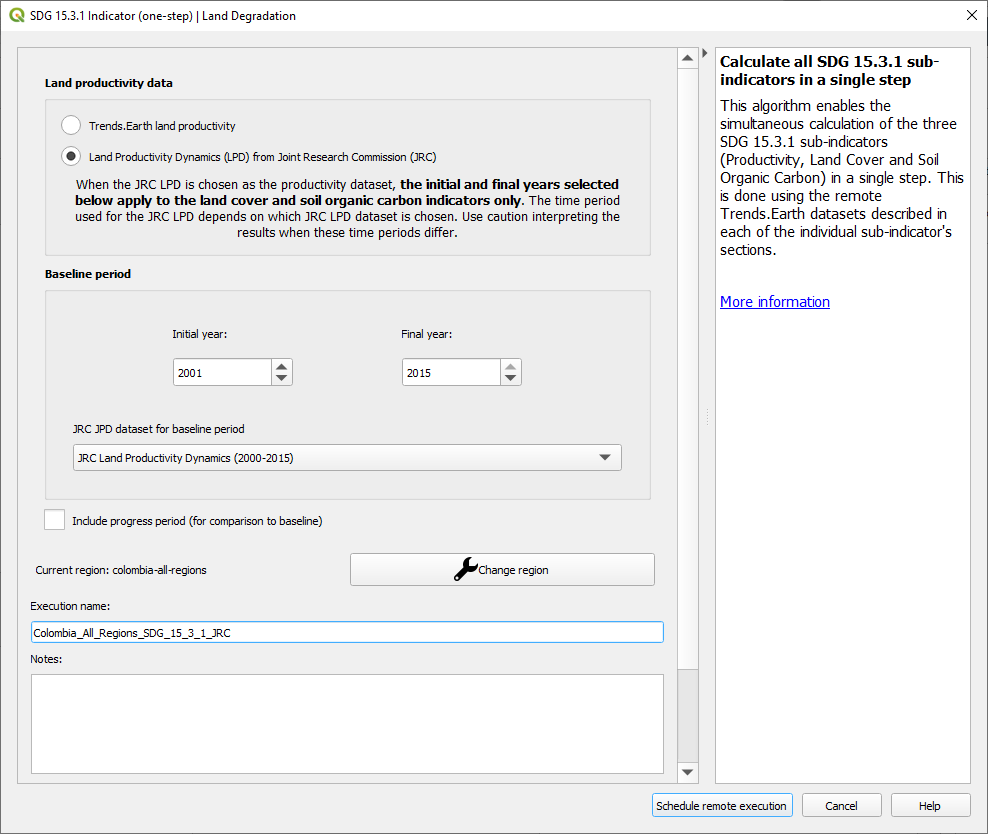 SDG 15.3.1 Indicator (one-step) | Land Degradation
Land productivity data
Trends.Earth land productivity
Land Productivity Dynamics (LPD) from Joint Research Commission (JRC)
When the JRC LPD is chosen as the productivity dataset, the initial and final years selected
below apply to the land cover and soil organic carbon indicators only. The time period
used for the JRC LPD depends on which JRC LPD dataset is chosen. Use caution interpreting the
results when these time periods differ.
Baseline period
Initial year:
Final year:
2001
2015
JRC JPD dataset for baseline period
JRC Land Productivity Dynamics (2000-2015)
Include progress period (for comparison to baseline)
Current region: colombia-all-regions
Change region
Execution name:
Colombia_All_Regions_SDG_15_3_1_JRC
Notes:
Calculate all SDG 15.3.1 sub-
indicators in a single step
This algorithm enables the
simultaneous calculation of the three
SDG 15.3.1 sub-indicators
(Productivity, Land Cover and Soil
Organic Carbon) in a single step. This
is done using the remote
Trends.Earth datasets described in
each of the individual sub-indicator's
sections.
More information
Schedule remote execution
Cancel
Help